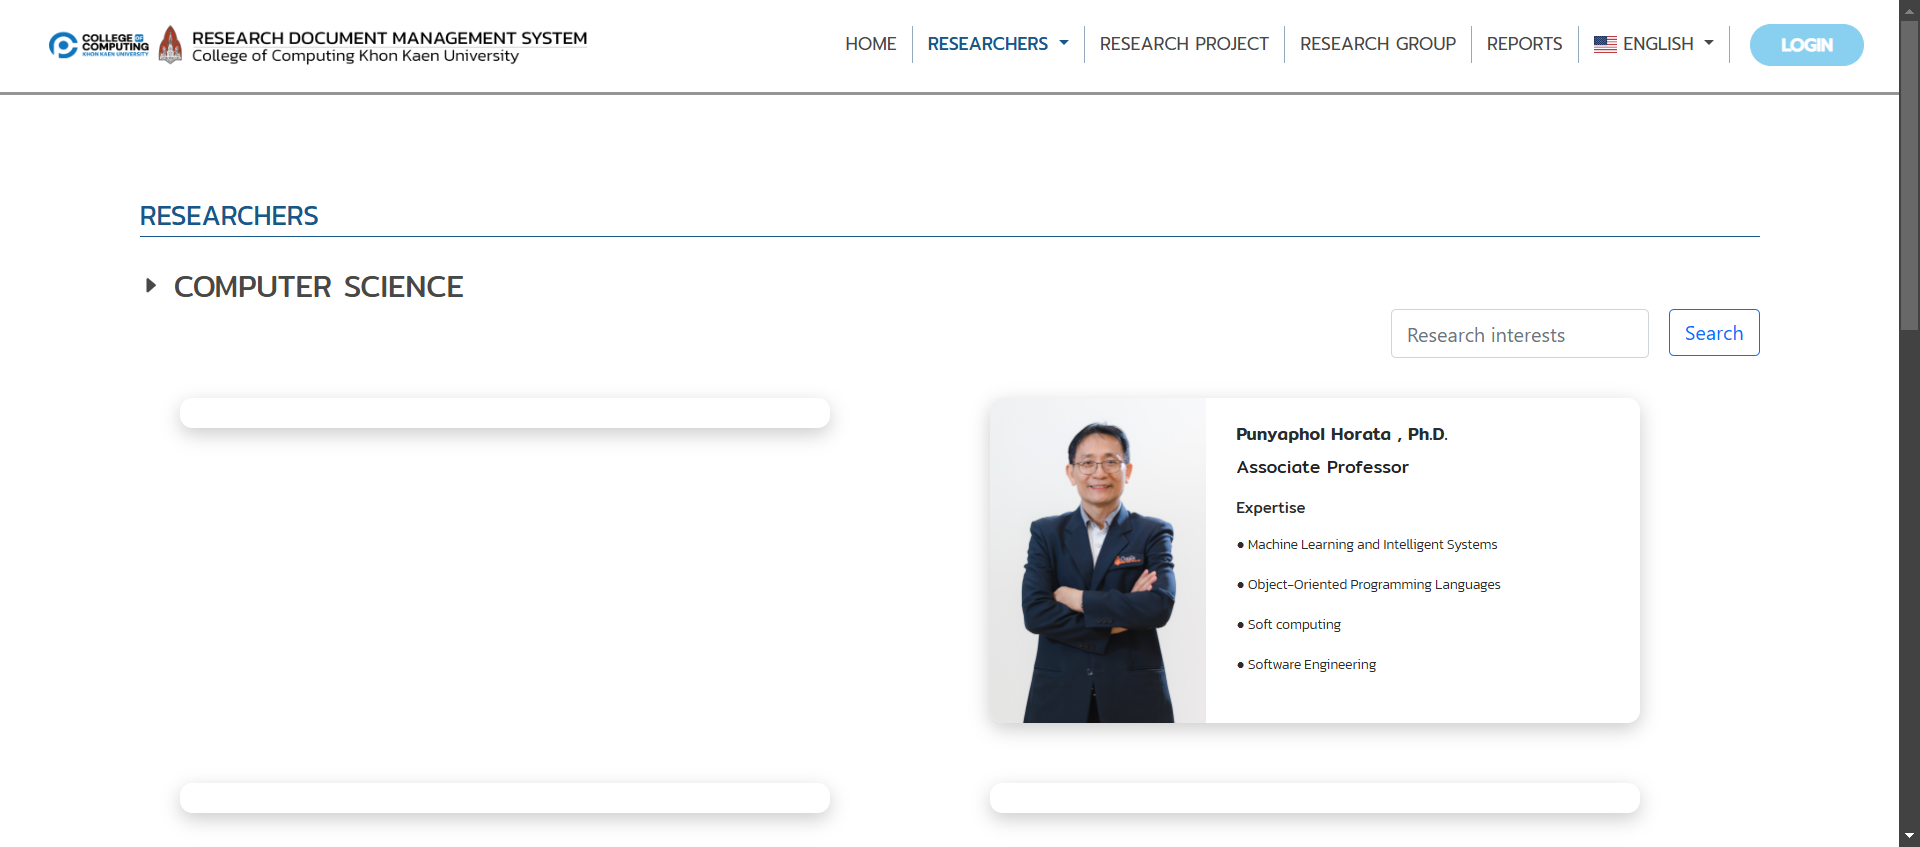 COLLEGE OF
COMPUTING
KHON KAEN UNIVERSITY
RESEARCH DOCUMENT MANAGEMENT SYSTEM
College of Computing Khon Kaen University
HOME
RESEARCHERS
RESEARCH PROJECT
RESEARCH GROUP
REPORTS
ENGLISH
LOGIN
RESEARCHERS
COMPUTER SCIENCE
Research interests
Search
Punyaphol Horata , Ph.D.
Associate Professor
Expertise
● Machine Learning and Intelligent Systems
● Object-Oriented Programming Languages
● Soft computing
● Software Engineering